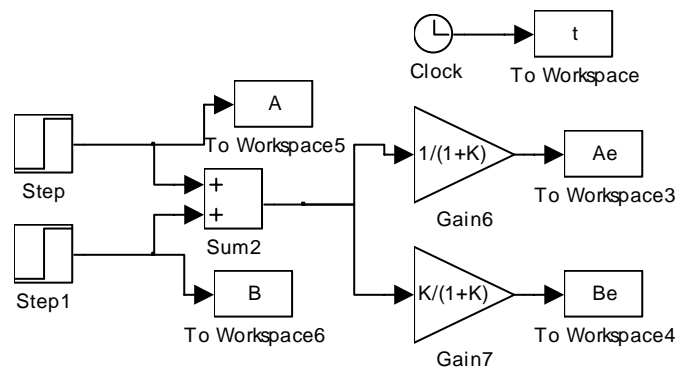 t
Clock
To Workspace
A
To Workspace5
Step
+
+
Sum2
1/(1+K)
Gain6
Ae
To Workspace3
Step1
B
To Workspace6
K/(1+K)
Gain7
Be
To Workspace4